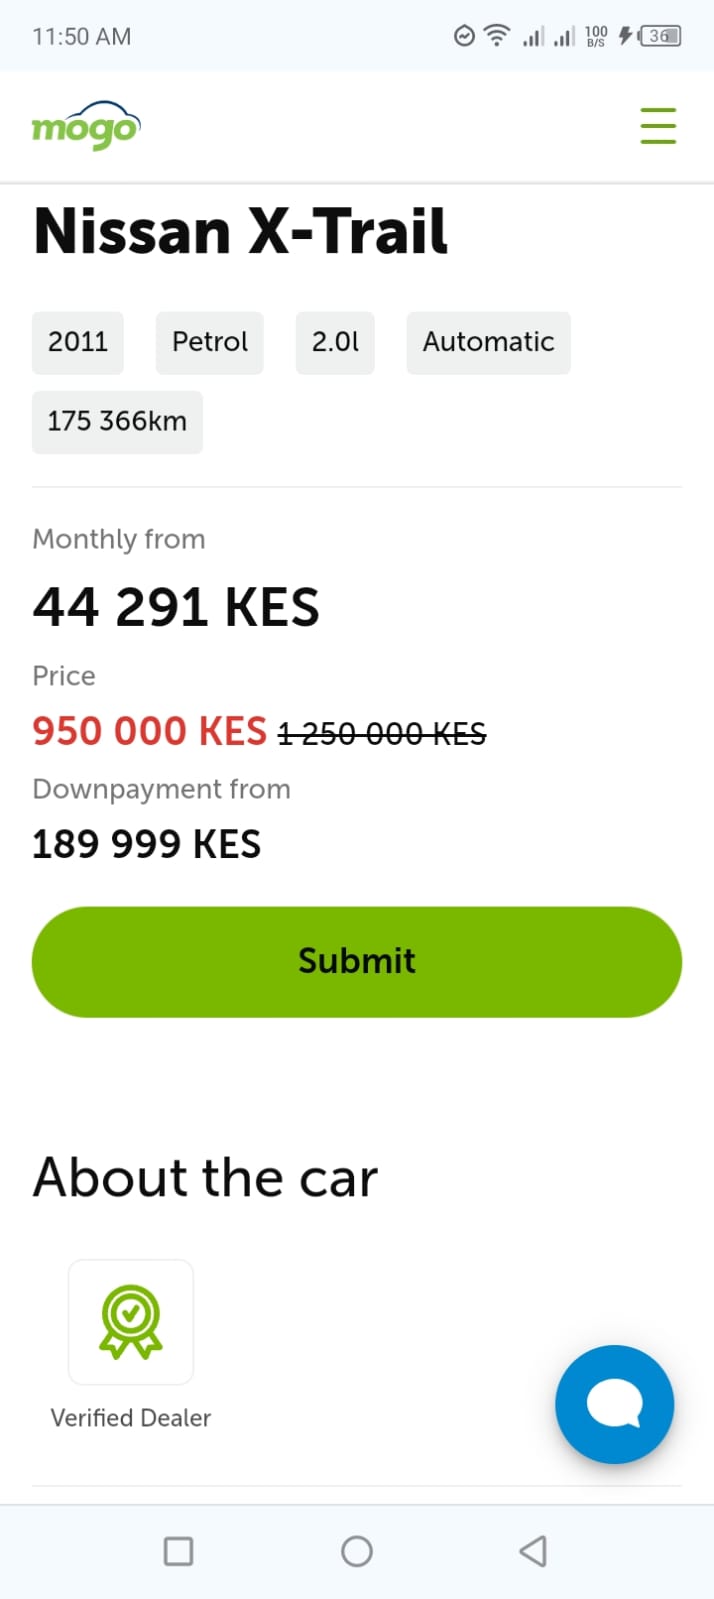 11:50 AM 100 B/S 36
mogo
Nissan X-Trail
2011 Petrol 2.0l Automatic
175 366km
Monthly from
44 291 KES
Price
950 000 KES 1 250 000 KES
Downpayment from
189 999 KES
Submit
About the car
Verified Dealer